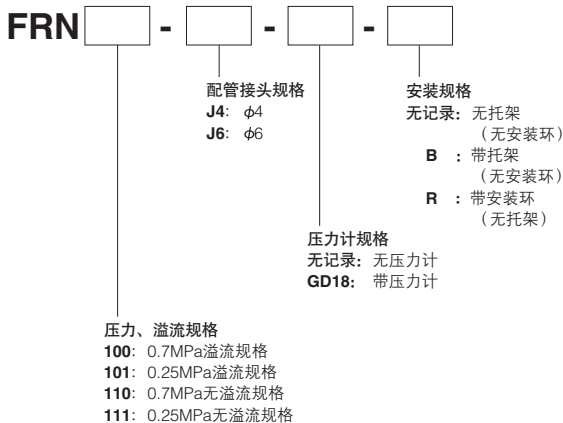 FRN - - -
配管接头规格
J4： ϕ4
J6： ϕ6
安装规格
无记录：无托架
（无安装环）
B ：带托架
（无安装环）
R ：带安装环
（无托架）
压力计规格
无记录：无压力计
GD18： 带压力计
压力、溢流规格
100：0.7MPa溢流规格
101：0.25MPa溢流规格
110：0.7MPa无溢流规格
111：0.25MPa无溢流规格